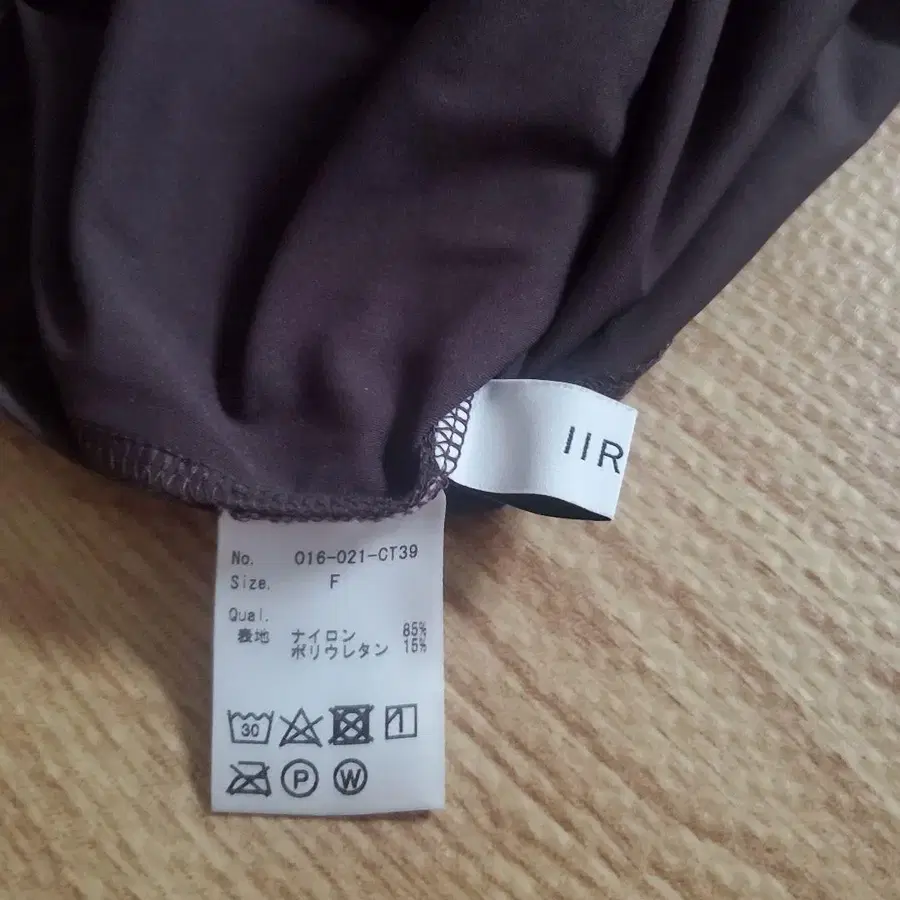 IIR
No. 016-021-CT39
Size. F
Qual.
表地 ナイロン 85%
ポリウレタン 15%
30
P W